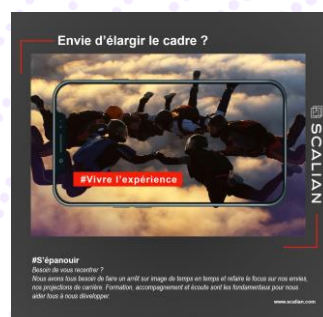 Envie d'élargir le cadre ?
SCALIAN
#Vivre l'expérience
#S'épanouir
Besoin de vous recentrer ?
Nous avons tous besoin de faire un arrêt sur image de temps en temps et refaire le focus sur nos envies,
nos projections de carrière. Formation, accompagnement et écoute sont les fondamentaux pour nous
aider tous à nous développer.
www.scalian.com